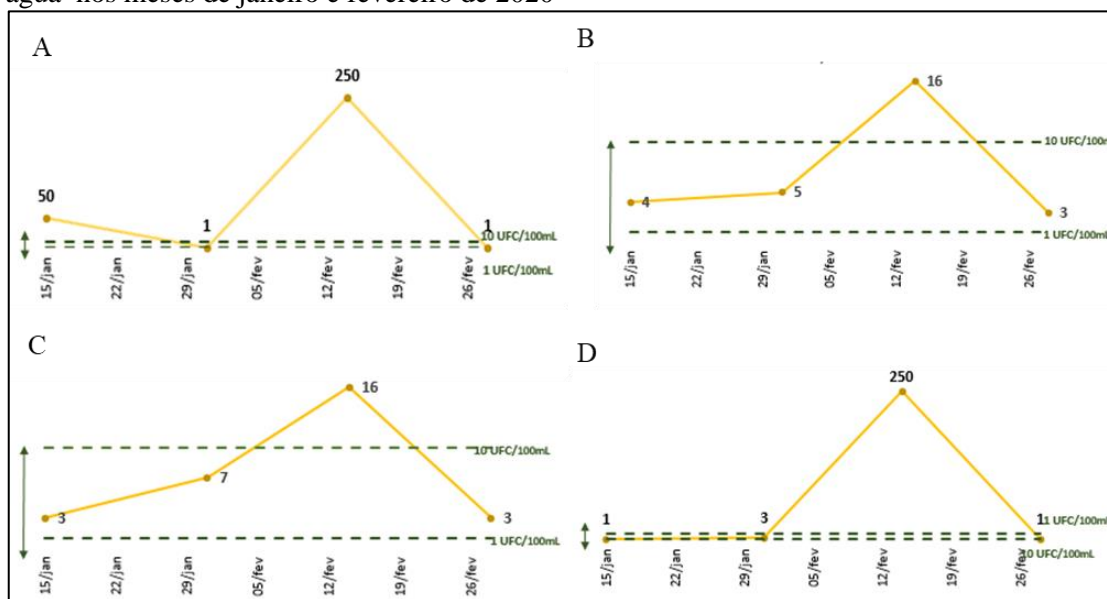 água nos meses de janeiro e fevereiro de 2020
A
250
50
1
1
10 UFC/100mL
1 UFC/100mL
15/jan
22/jan
29/jan
05/fev
12/fev
19/fev
26/fev
B
16
10 UFC/100m
5
4
3
1 UFC/100mL
15/jan
22/jan
29/jan
05/fev
12/fev
19/fev
26/fev
C
16
10 UFC/100mL
7
3
3
1 UFC/100mL
15/jan
22/jan
29/jan
05/fev
12/fev
19/fev
26/fev
D
250
1
3
1
1 UFC/100mL
10 UFC/100mL
15/jan
22/jan
29/jan
05/fev
12/fev
19/fev
26/fev